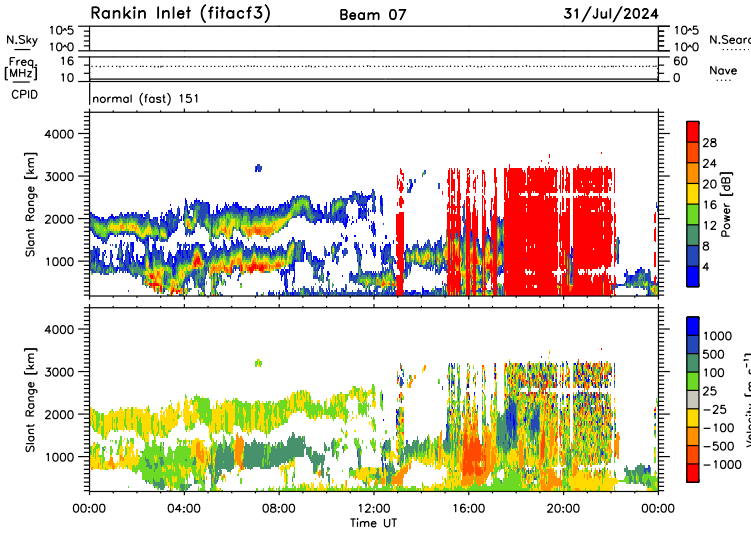 Rankin Inlet (fitacf3) Beam 07 31/Jul/2024
N.Sky 10^5 10^0 10^5 10^0 N.Searc
Freq. [MHz] 16 10 60 0 Nave
CPID normal (fast) 151
Slant Range [km] 4000 3000 2000 1000
Power [dB] 28 24 20 16 12 8 4
Slant Range [km] 4000 3000 2000 1000
Velocity [m s^-1] 1000 500 100 25 -25 -100 -500 -1000
00:00 04:00 08:00 12:00 16:00 20:00 00:00
Time UT